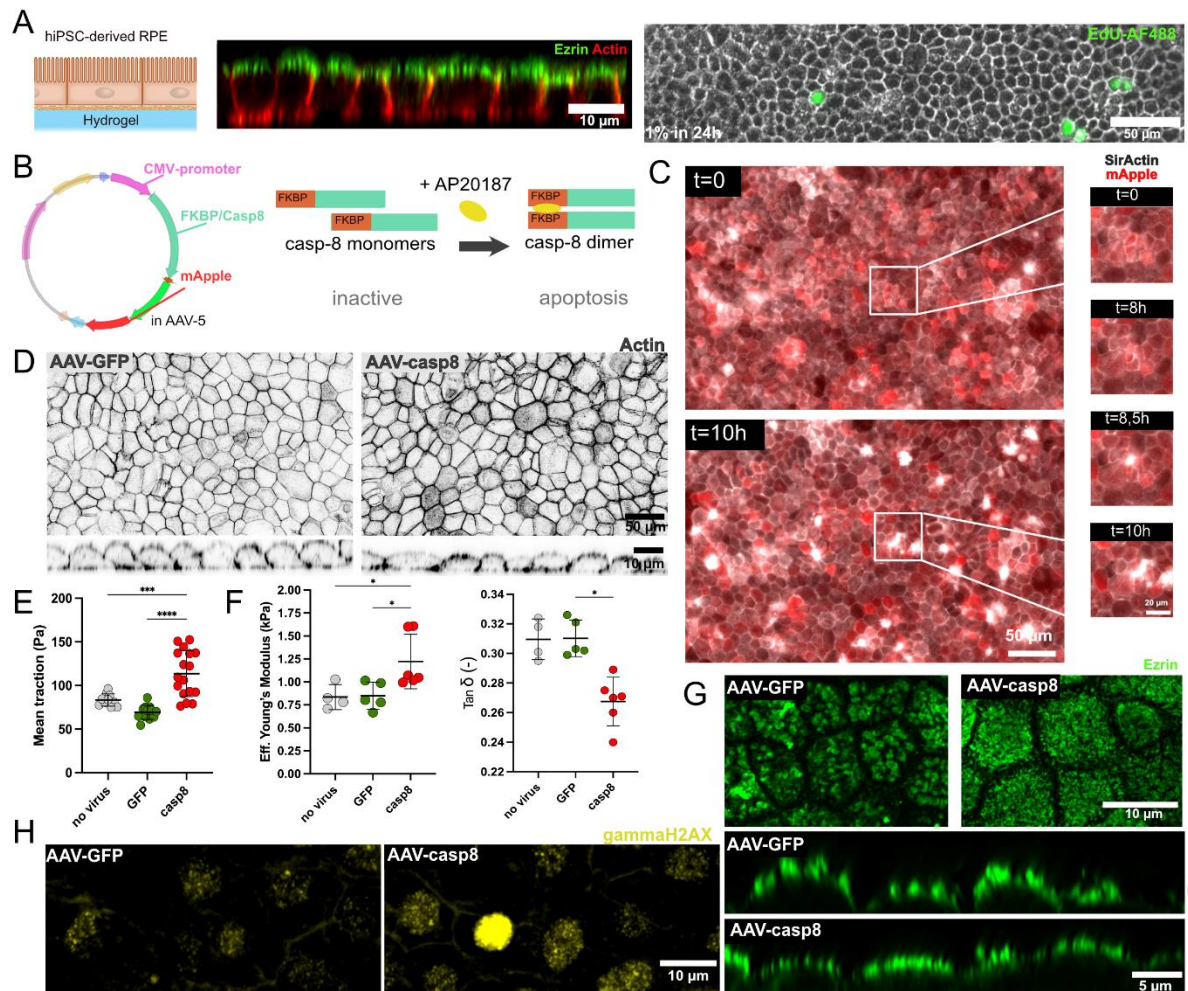 A
hiPSC-derived RPE
Hydrogel
Ezrin Actin
10 µm
EdU-AF488
1% in 24h
50 µm
B
CMV-promoter
FKBP/Casp8
mApple
in AAV-5
FKBP
FKBP
casp-8 monomers
inactive
+ AP20187
FKBP
FKBP
casp-8 dimer
apoptosis
C
t=0
t=10h
50 µm
SirActin
mApple
t=0
t=8h
t=8,5h
t=10h
20 µm
D
Actin
AAV-GFP
AAV-casp8
50 µm
10 µm
E
Mean traction (Pa)
200
150
100
50
0
***
****
no virus
GFP
casp8
F
Eff. Young's Modulus (kPa)
2.00
1.75
1.50
1.25
1.00
0.75
0.50
0.25
0.00
*
*
no virus
GFP
casp8
Tan δ (-)
0.34
0.32
0.30
0.28
0.26
0.24
0.22
*
no virus
GFP
casp8
G
Ezrin
AAV-GFP
AAV-casp8
10 µm
AAV-GFP
AAV-casp8
5 µm
H
gammaH2AX
AAV-GFP
AAV-casp8
10 µm